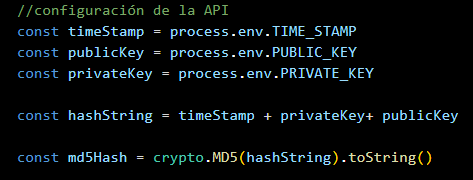 //configuración de la API
const timeStamp = process.env.TIME_STAMP
const publicKey = process.env.PUBLIC_KEY
const privateKey = process.env.PRIVATE_KEY
const hashString = timeStamp + privateKey+ publicKey
const md5Hash = crypto.MD5(hashString).toString()